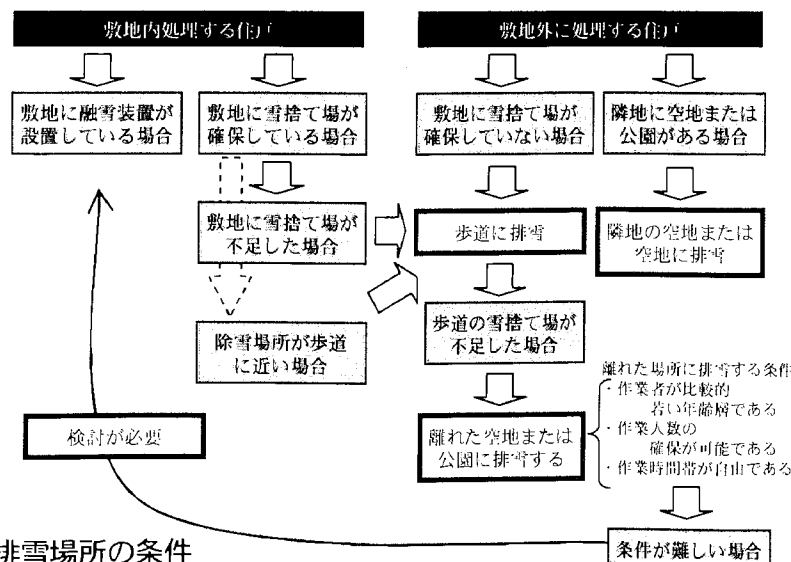 敷地内処理する住戸
敷地外に処理する住戸
敷地に融雪装置が
設置している場合
敷地に雪捨て場が
確保している場合
敷地に雪捨て場が
確保していない場合
隣地に空地または
公園がある場合
敷地に雪捨て場が
不足した場合
歩道に排雪
隣地の空地または
空地に排雪
除雪場所が歩道
に近い場合
歩道の雪捨て場が
不足した場合
検討が必要
離れた空地または
公園に排雪する
離れた場所に排雪する条件
・作業者が比較的
若い年齢層である
・作業人数の
確保が可能である
・作業時間帯が自由である
条件が難しい場合
排雪場所の条件